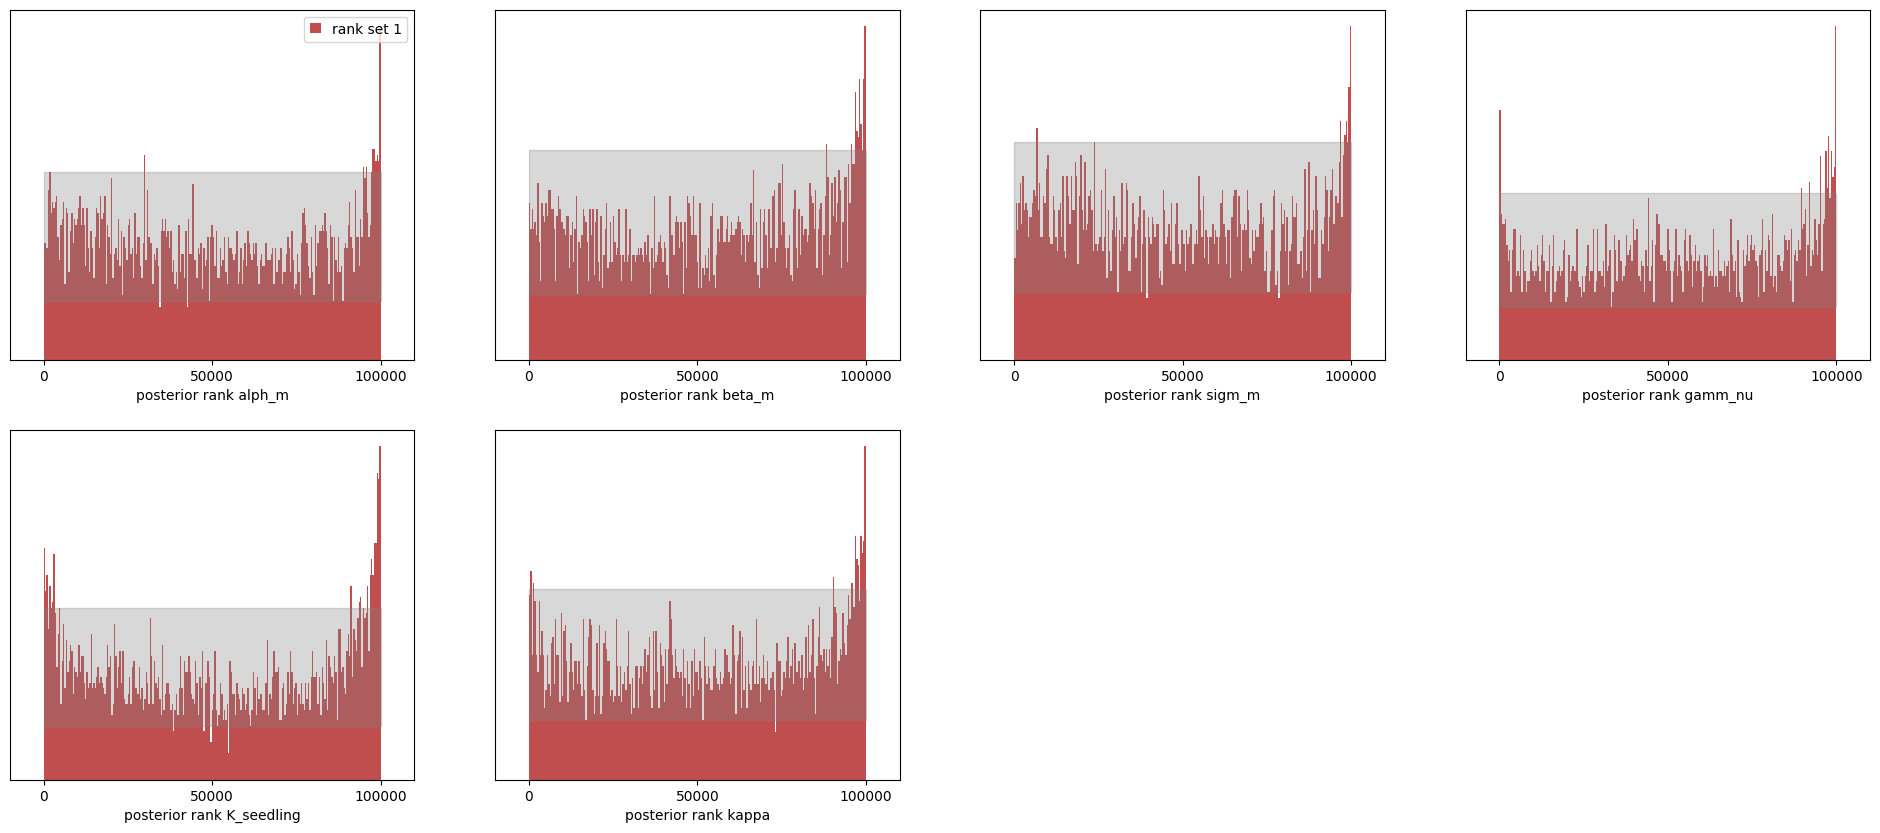 rank set 1
0 50000 100000
posterior rank alph_m
0 50000 100000
posterior rank beta_m
0 50000 100000
posterior rank sigm_m
0 50000 100000
posterior rank gamm_nu
0 50000 100000
posterior rank K_seedling
0 50000 100000
posterior rank kappa